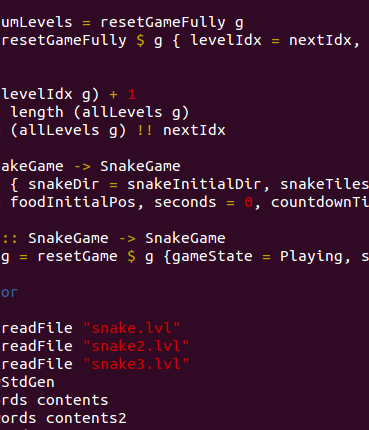 umLevels = resetGameFully g
resetGameFully $ g { levelIdx = nextIdx,
levelIdx g) + 1
length (allLevels g)
(allLevels g) !! nextIdx
akeGame -> SnakeGame
{ snakeDir = snakeInitialDir, snakeTiles
foodInitialPos, seconds = 0, countdownTi
:: SnakeGame -> SnakeGame
g = resetGame $ g {gameState = Playing, s
or
readFile "snake.lvl"
readFile "snake2.lvl"
readFile "snake3.lvl"
StdGen
rds contents
ords contents2